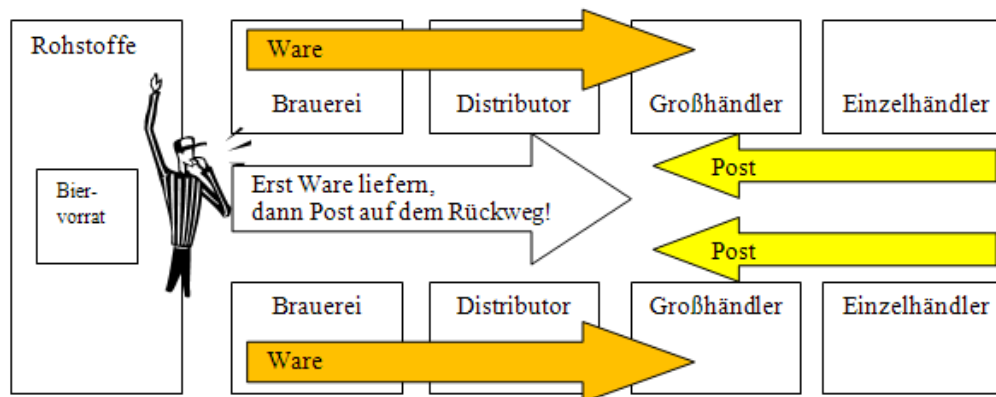 Rohstoffe
Bier-
vorrat
Ware
Brauerei
Distributor
Großhändler
Einzelhändler
Erst Ware liefern,
dann Post auf dem Rückweg!
Post
Post
Brauerei
Distributor
Großhändler
Einzelhändler
Ware